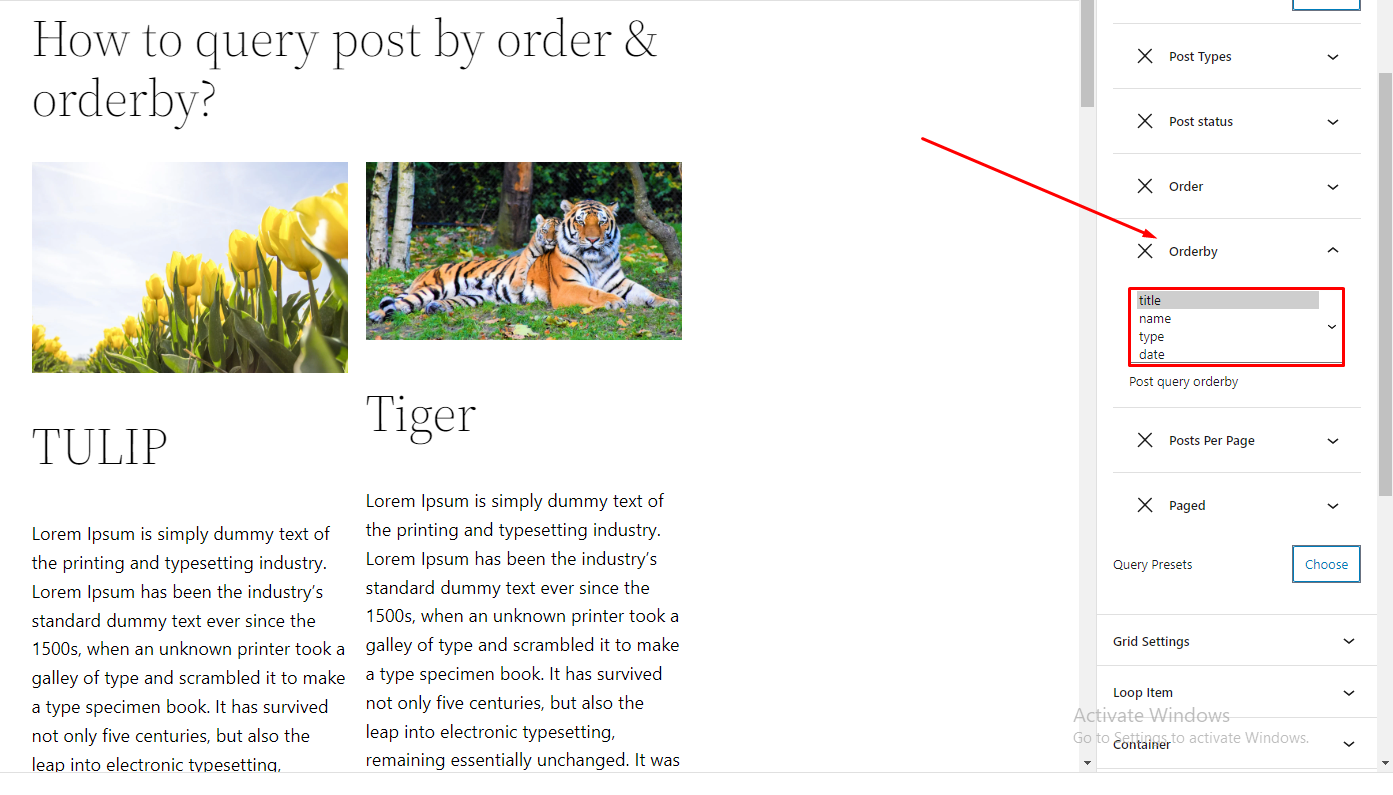 How to query post by order &
orderby?
TULIP
Lorem Ipsum is simply dummy text of
the printing and typesetting industry.
Lorem Ipsum has been the industry's
standard dummy text ever since the
1500s, when an unknown printer took a
galley of type and scrambled it to make
a type specimen book. It has survived
not only five centuries, but also the
leap into electronic typesetting,
Tiger
Lorem Ipsum is simply dummy text of
the printing and typesetting industry.
Lorem Ipsum has been the industry's
standard dummy text ever since the
1500s, when an unknown printer took a
galley of type and scrambled it to make
a type specimen book. It has survived
not only five centuries, but also the
leap into electronic typesetting,
remaining essentially unchanged. It was
Post Types
Post status
Order
Orderby
title
name
type
date
Post query orderby
Posts Per Page
Paged
Query Presets
Choose
Grid Settings
Loop Item
Container
Activate Windows
Go to Settings to activate Windows.